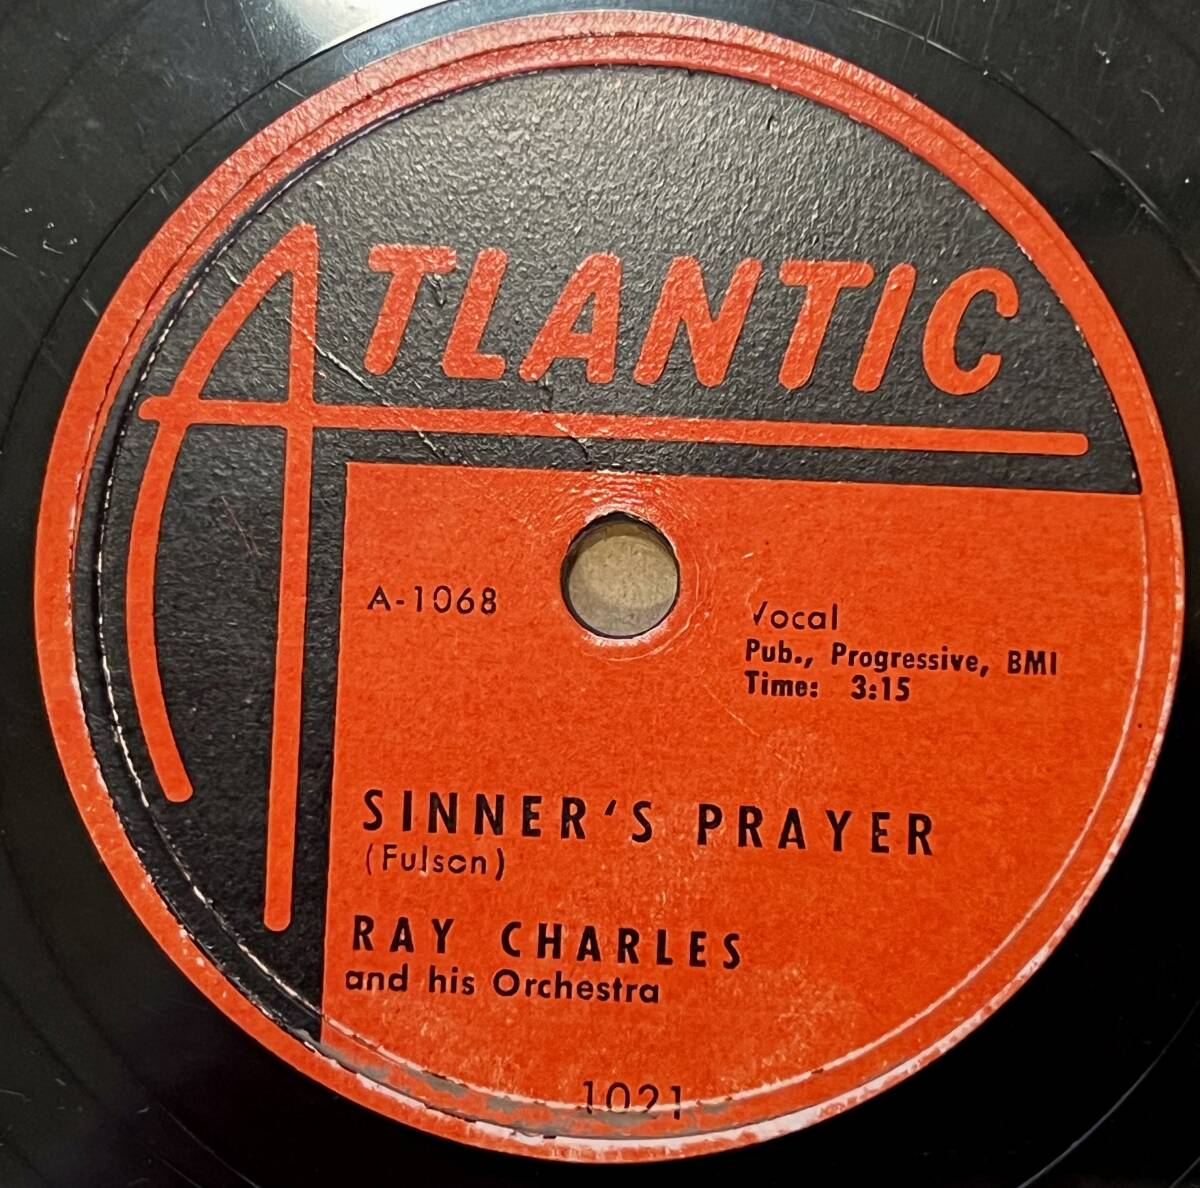 ATLANTIC
A-1068
Vocal
Pub., Progressive, BMI
Time: 3:15
SINNER'S PRAYER
(Fulson)
RAY CHARLES
and his Orchestra
1021